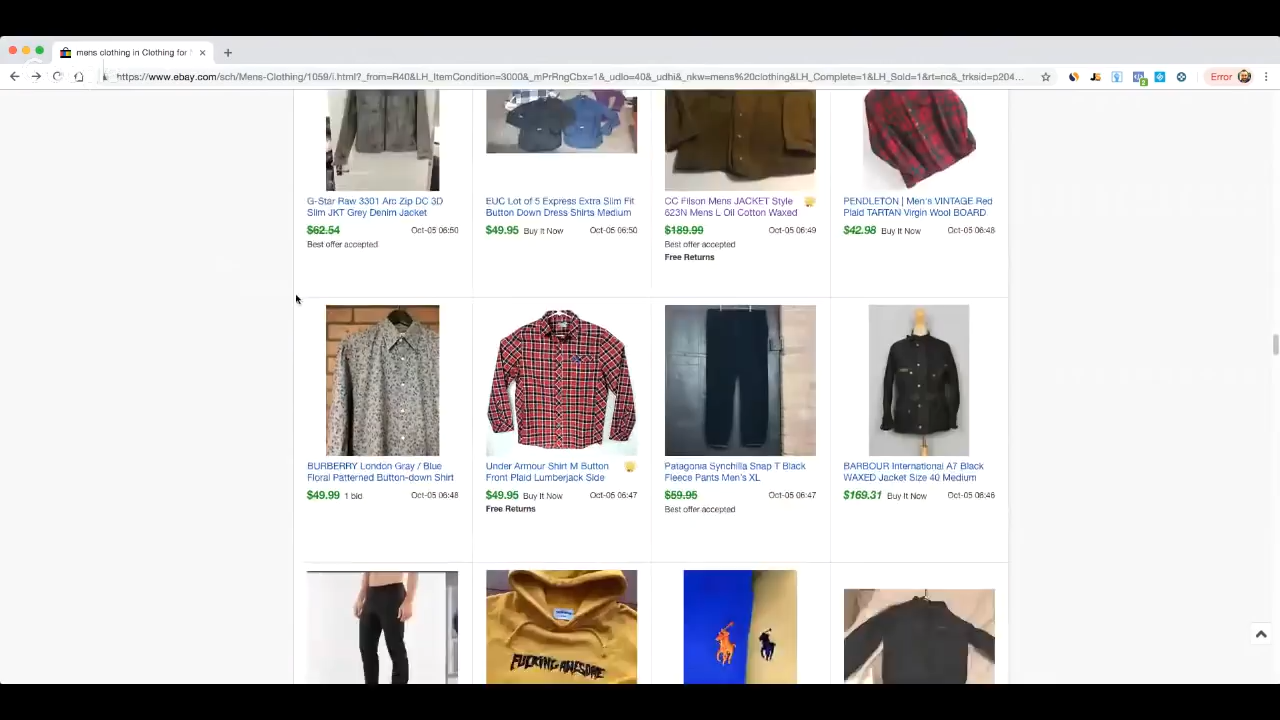 mens clothing in Clothing for
https://www.ebay.com/sch/Mens-Clothing/1059/i.html?_from=R40&LH_ItemCondition=3000&_mPrRngCbx=1&_udlo=40&_udhi&_nkw=mens%20clothing&LH_Complete=1&LH_Sold=1&rt=nc&_trksid=p204...
Error
G-Star Raw 3301 Arc Zip DC 3D
Slim JKT Grey Denim Jacket
$62.54 Oct-05 06:50
Best offer accepted
EUC Lot of 5 Express Extra Slim Fit
Button Down Dress Shirts Medium
$49.95 Buy It Now Oct-05 06:50
CC Filson Mens JACKET Style
623N Mens L Oil Cotton Waxed
$189.99 Oct-05 06:49
Best offer accepted
Free Returns
PENDLETON | Men's VINTAGE Red
Plaid TARTAN Virgin Wool BOARD
$42.98 Buy It Now Oct-05 06:48
BURBERRY London Gray / Blue
Floral Patterned Button-down Shirt
$49.99 1 bid Oct-05 06:48
Under Armour Shirt M Button
Front Plaid Lumberjack Side
$49.95 Buy It Now Oct-05 06:47
Free Returns
Patagonia Synchilla Snap T Black
Fleece Pants Men's XL
$59.95 Oct-05 06:47
Best offer accepted
BARBOUR International A7 Black
WAXED Jacket Size 40 Medium
$169.31 Buy It Now Oct-05 06:46
FUCKING AWESOME